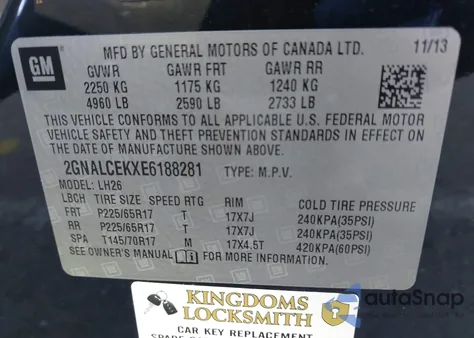 GM
MFD BY GENERAL MOTORS OF CANADA LTD. 11/13
GVWR GAWR FRT GAWR RR
2250 KG 1175 KG 1240 KG
4960 LB 2590 LB 2733 LB
THIS VEHICLE CONFORMS TO ALL APPLICABLE U.S. FEDERAL MOTOR
VEHICLE SAFETY AND THEFT PREVENTION STANDARDS IN EFFECT
ON THE DATE OF MANUFACTURE SHOWN ABOVE.
2GNALCEKXE6188281 TYPE: M.P.V.
MODEL: LH26
LBCH TIRE SIZE SPEED RTG RIM COLD TIRE PRESSURE
FRT P225/65R17 T 17X7J 240KPA(35PSI)
RR P225/65R17 T 17X7J 240KPA(35PSI)
SPA T145/70R17 M 17X4.5T 420KPA(60PSI)
SEE OWNER'S MANUAL FOR MORE INFORMATION.
KINGDOMS
LOCKSMITH
CAR KEY REPLACEMENT
autoSnap